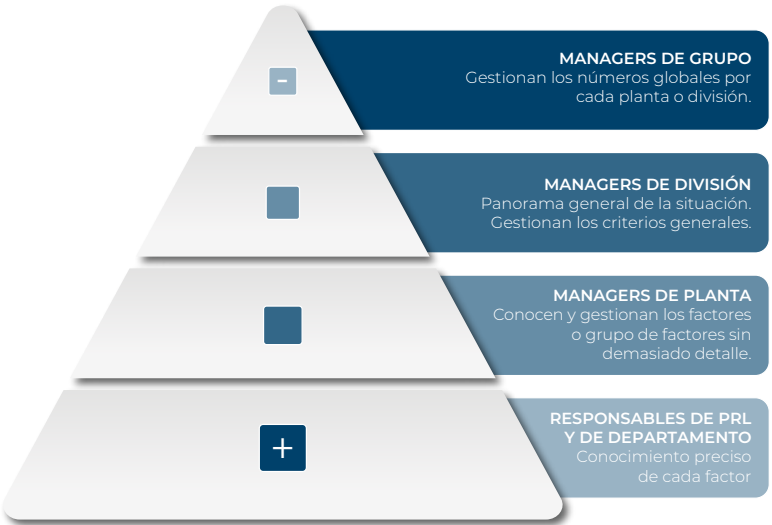 -
MANAGERS DE GRUPO
Gestionan los números globales por
cada planta o división.
MANAGERS DE DIVISIÓN
Panorama general de la situación.
Gestionan los criterios generales.
MANAGERS DE PLANTA
Conocen y gestionan los factores
o grupo de factores sin
demasiado detalle.
+
RESPONSABLES DE PRL
Y DE DEPARTAMENTO
Conocimiento preciso
de cada factor